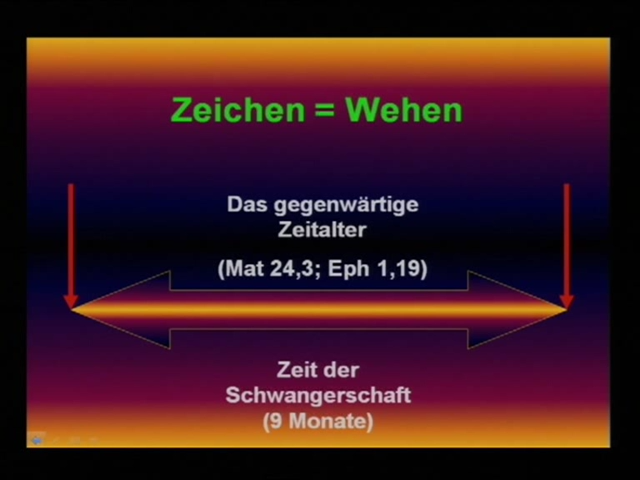 Zeichen = Wehen
Das gegenwärtige
Zeitalter
(Mat 24,3; Eph 1,19)
Zeit der
Schwangerschaft
(9 Monate)